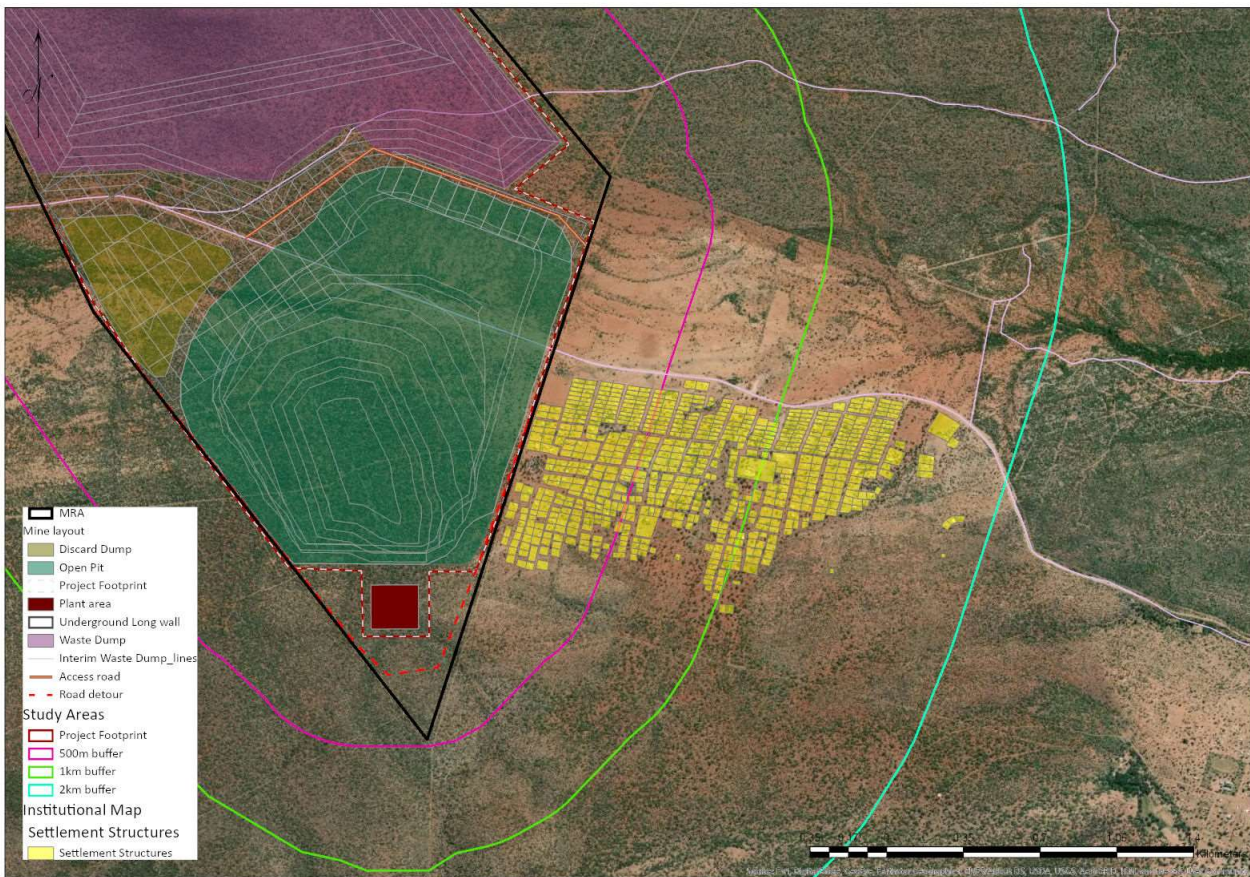 MRA
Mine layout
Discard Dump
Open Pit
Project Footprint
Plant area
Underground Long wall
Waste Dump
Interim Waste Dump_lines
Access road
Road detour
Study Areas
Project Footprint
500m buffer
1km buffer
2km buffer
Institutional Map
Settlement Structures
Settlement Structures
Kilometers